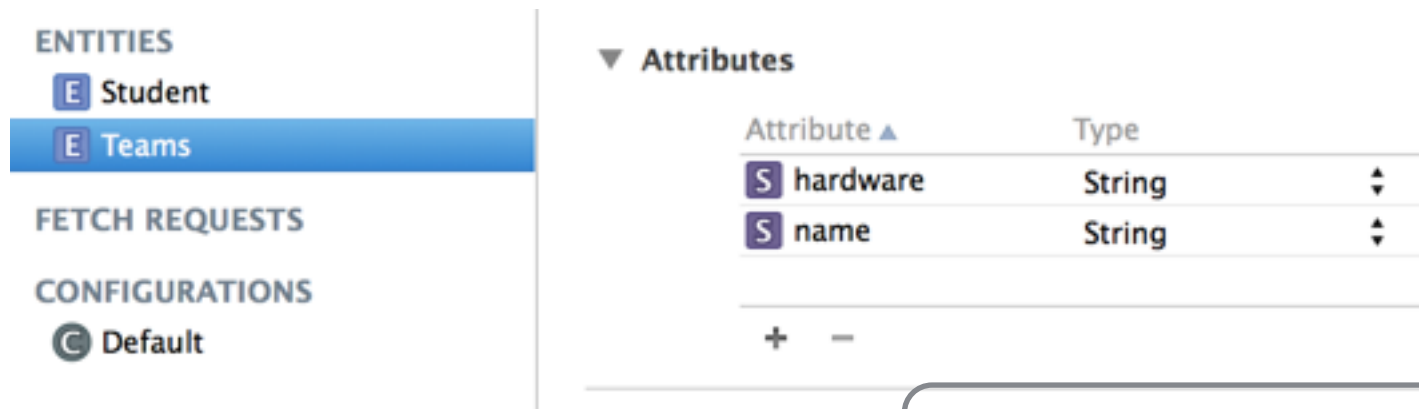 ENTITIES
E Student
E Teams
FETCH REQUESTS
CONFIGURATIONS
C Default
Attributes
Attribute Type
S hardware String
S name String
+ −